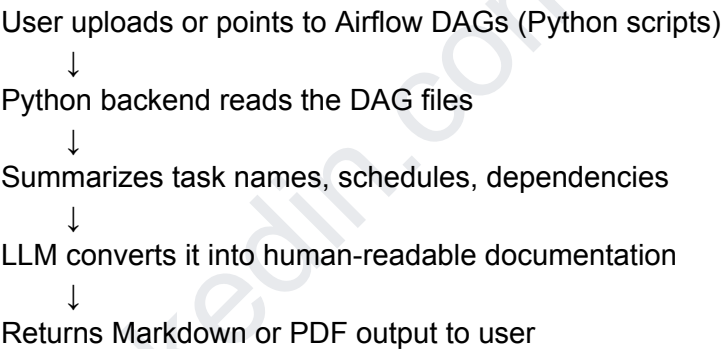 User uploads or points to Airflow DAGs (Python scripts)
↓
Python backend reads the DAG files
↓
Summarizes task names, schedules, dependencies
↓
LLM converts it into human-readable documentation
↓
Returns Markdown or PDF output to user